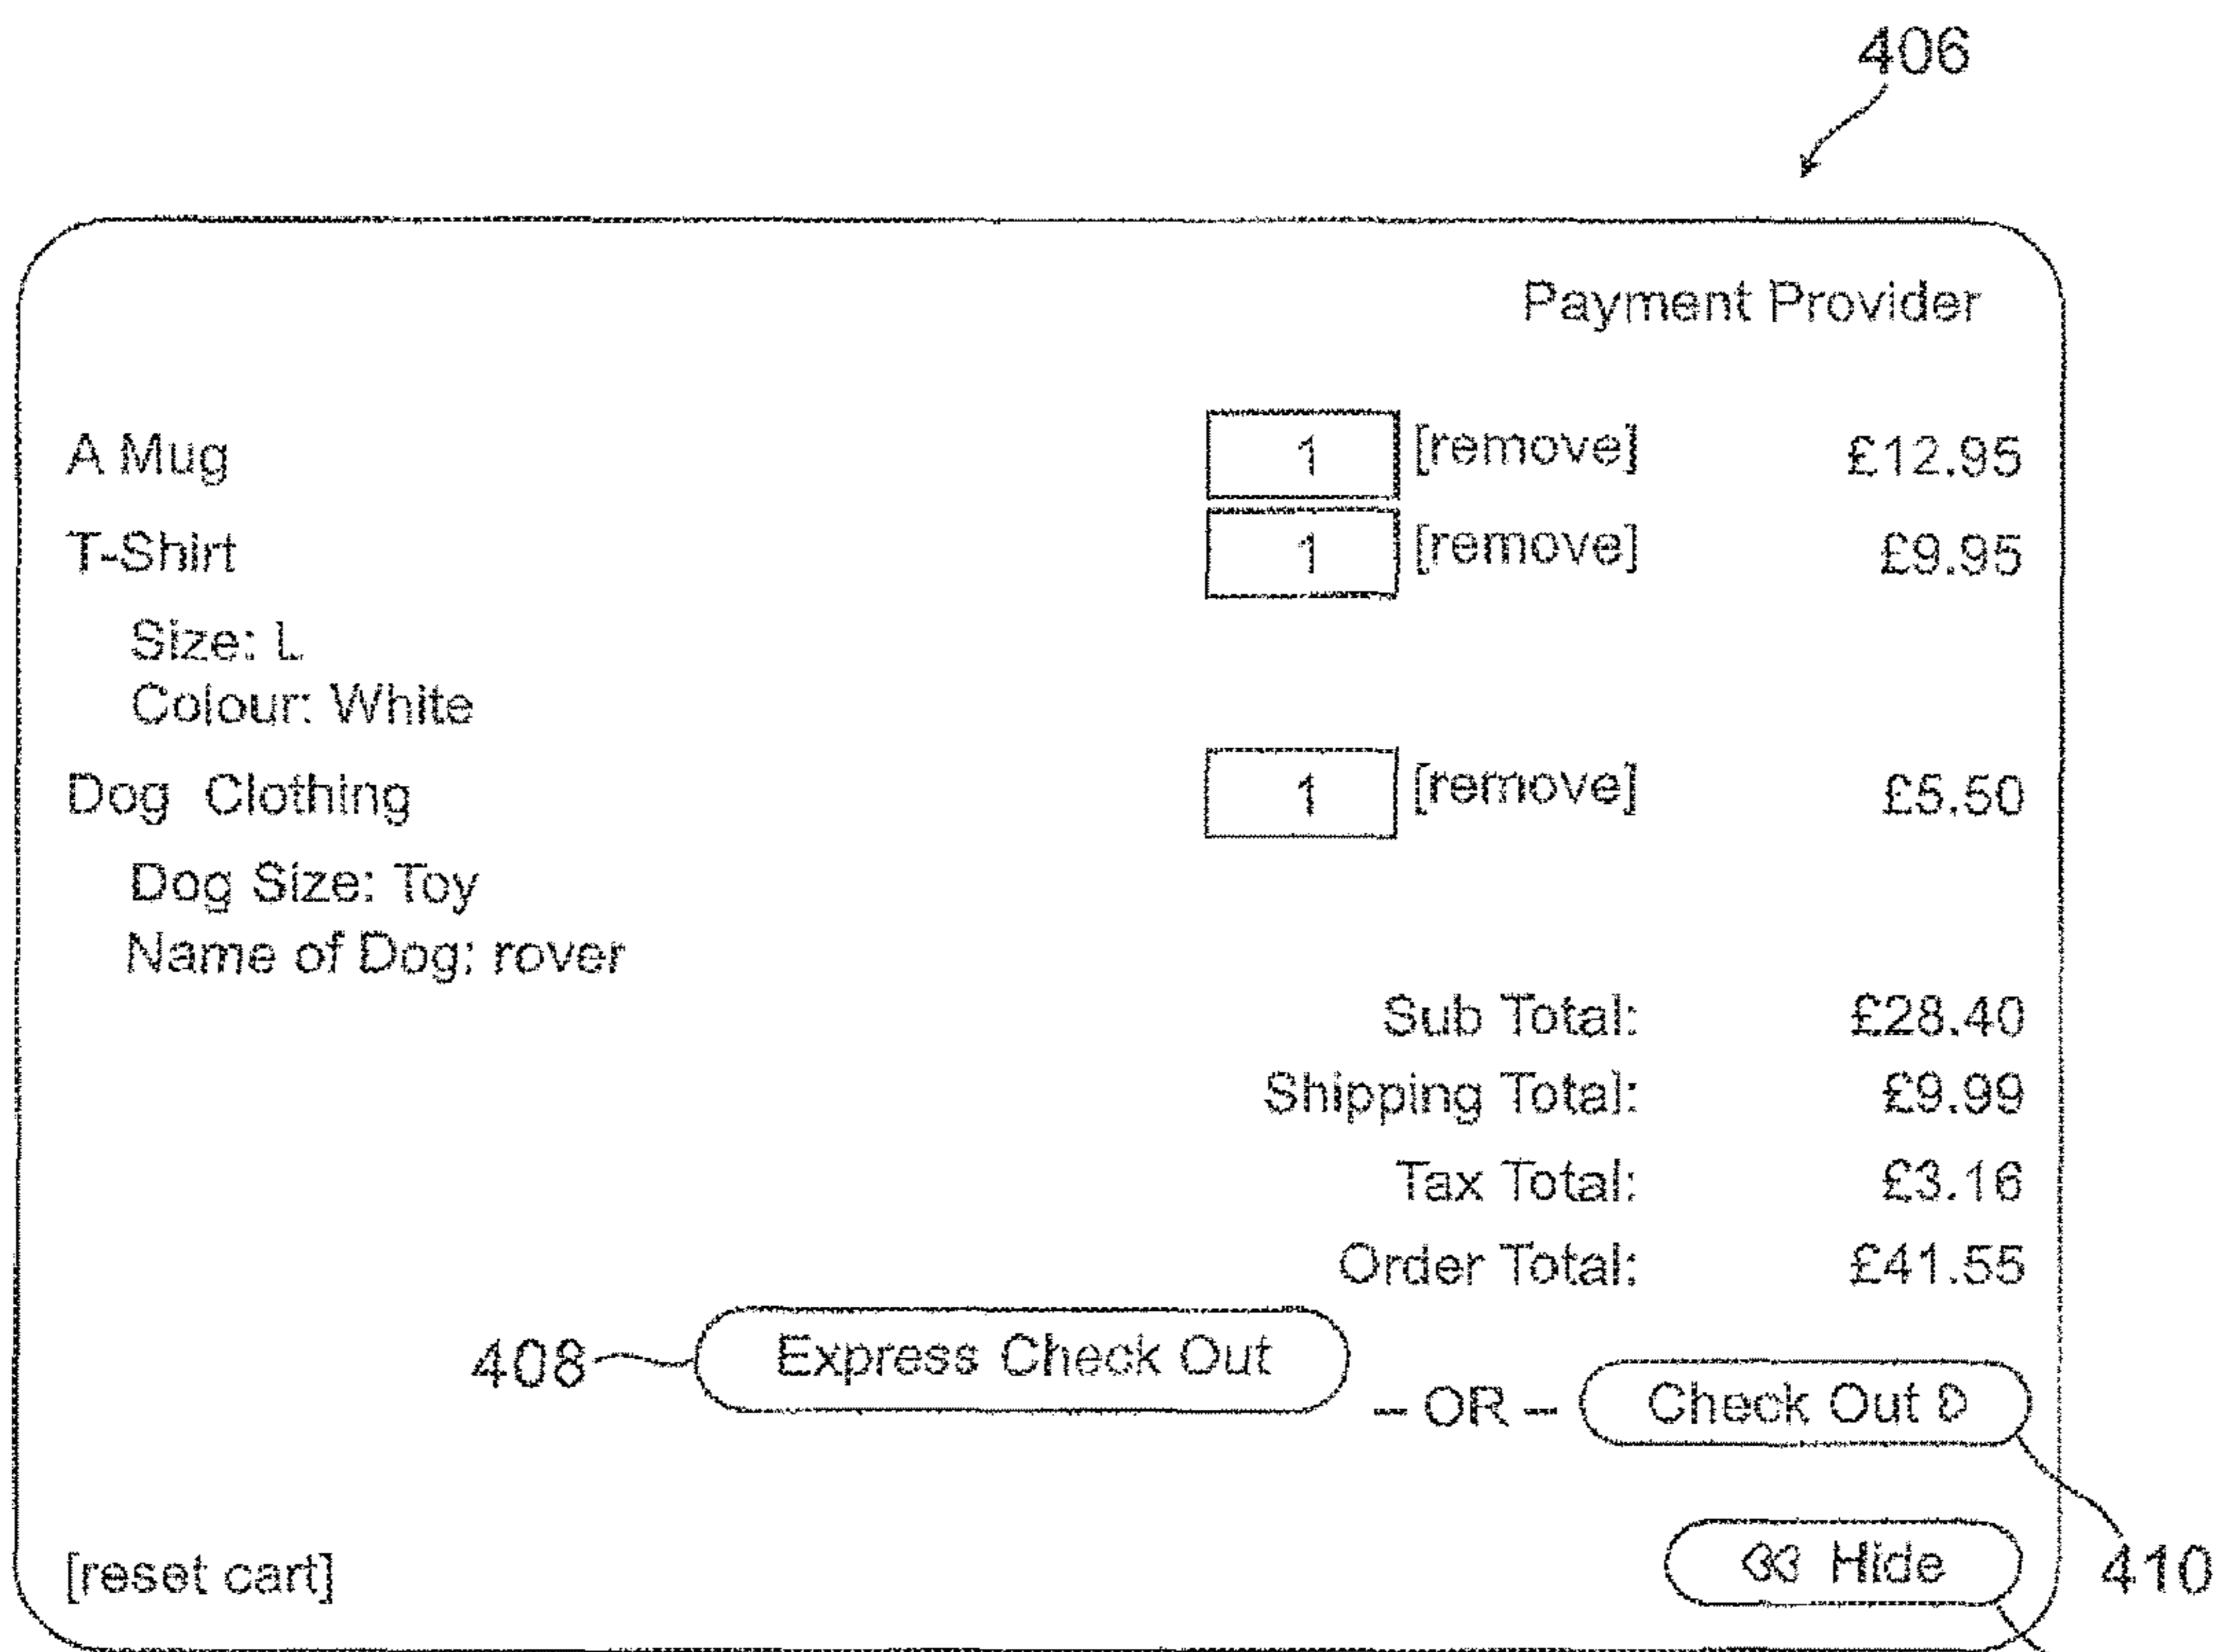 406
Payment Provider
A Mug 1 [remove] £12.95
T-Shirt 1 [remove] £9.95
Size: L
Colour: White
Dog Clothing 1 [remove] £5.50
Dog Size: Toy
Name of Dog: rover
Sub Total: £28.40
Shipping Total: £9.99
Tax Total: £3.16
Order Total: £41.55
408 Express Check Out
– OR – Check Out
410
Hide
[reset cart]